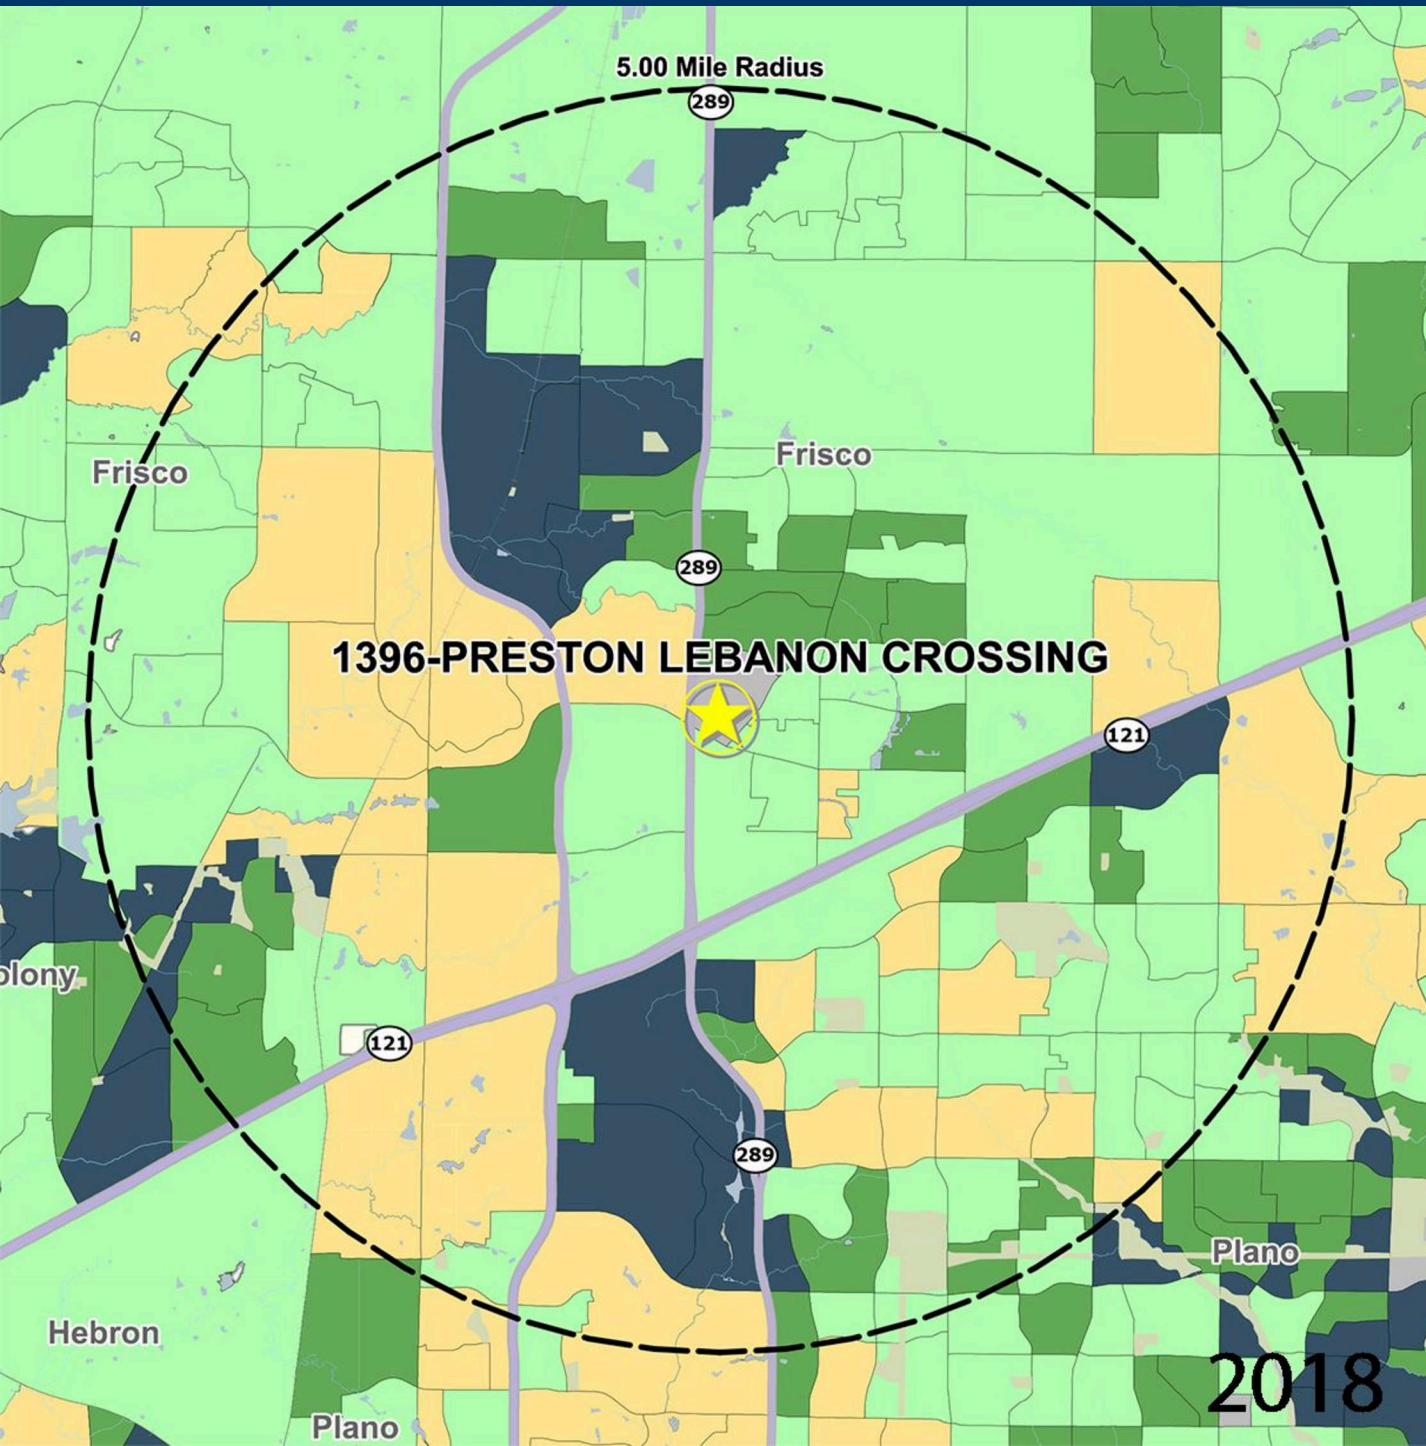 5.00 Mile Radius
289
Frisco
Frisco
289
1396-PRESTON LEBANON CROSSING
121
olony
121
289
Plano
Hebron
2018
Plano